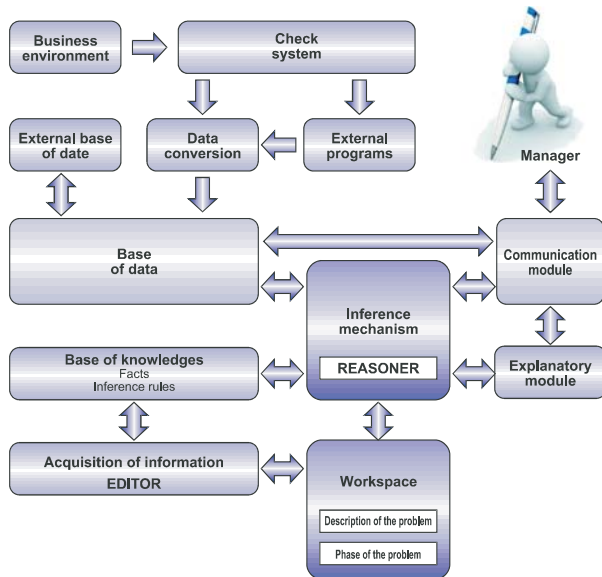 Business
environment
Check
system
External base
of date
Data
conversion
External
programs
Manager
Base
of data
Communication
module
Inference
mechanism
REASONER
Base of knowledges
Facts
Inference rules
Explanatory
module
Acquisition of information
EDITOR
Workspace
Description of the problem
Phase of the problem